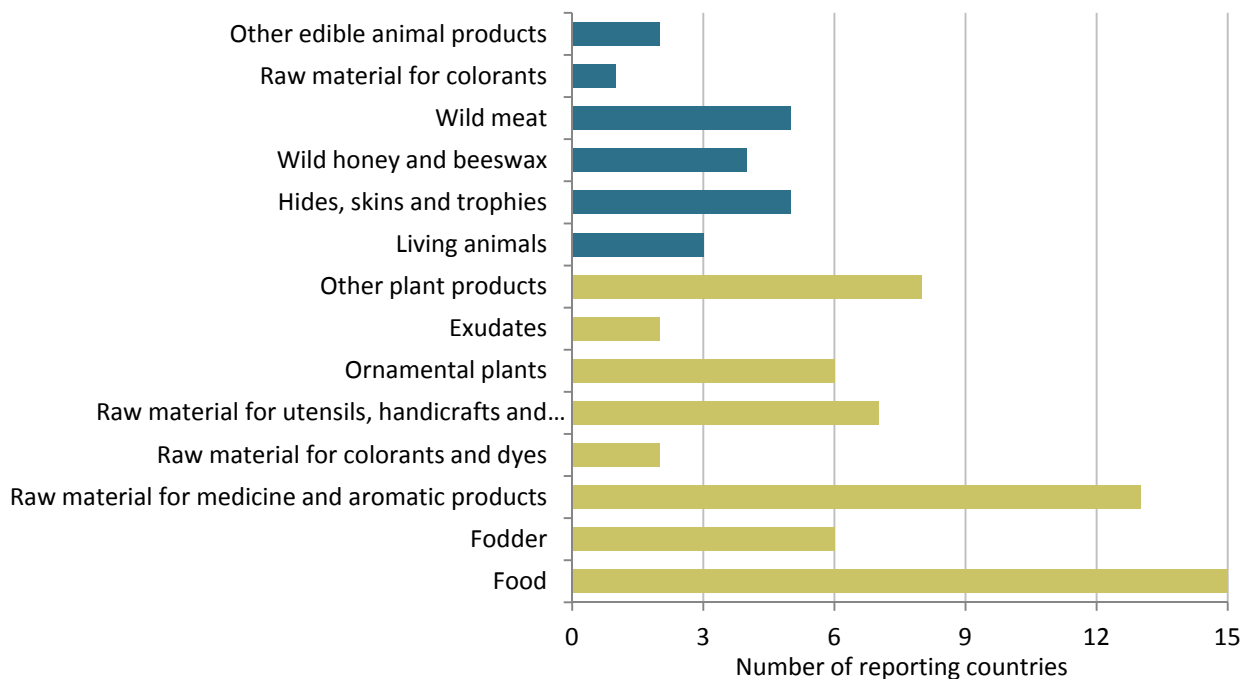 Other edible animal products
Raw material for colorants
Wild meat
Wild honey and beeswax
Hides, skins and trophies
Living animals
Other plant products
Exudates
Ornamental plants
Raw material for utensils, handicrafts and...
Raw material for colorants and dyes
Raw material for medicine and aromatic products
Fodder
Food
0 3 6 9 12 15
Number of reporting countries